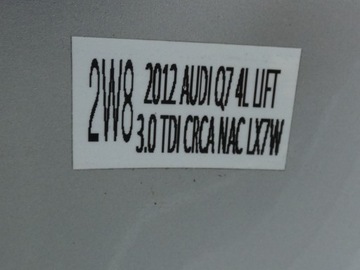 2W8 2012 AUDI Q7 4L LIFT
3.0 TDI CRCA NAC LX7W